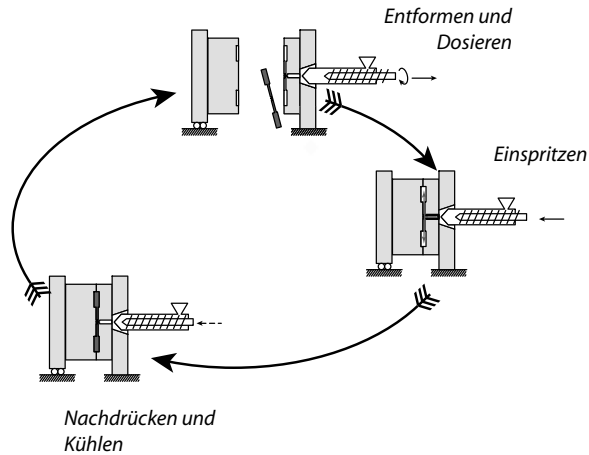 Entformen und
Dosieren
Einspritzen
Nachdrücken und
Kühlen